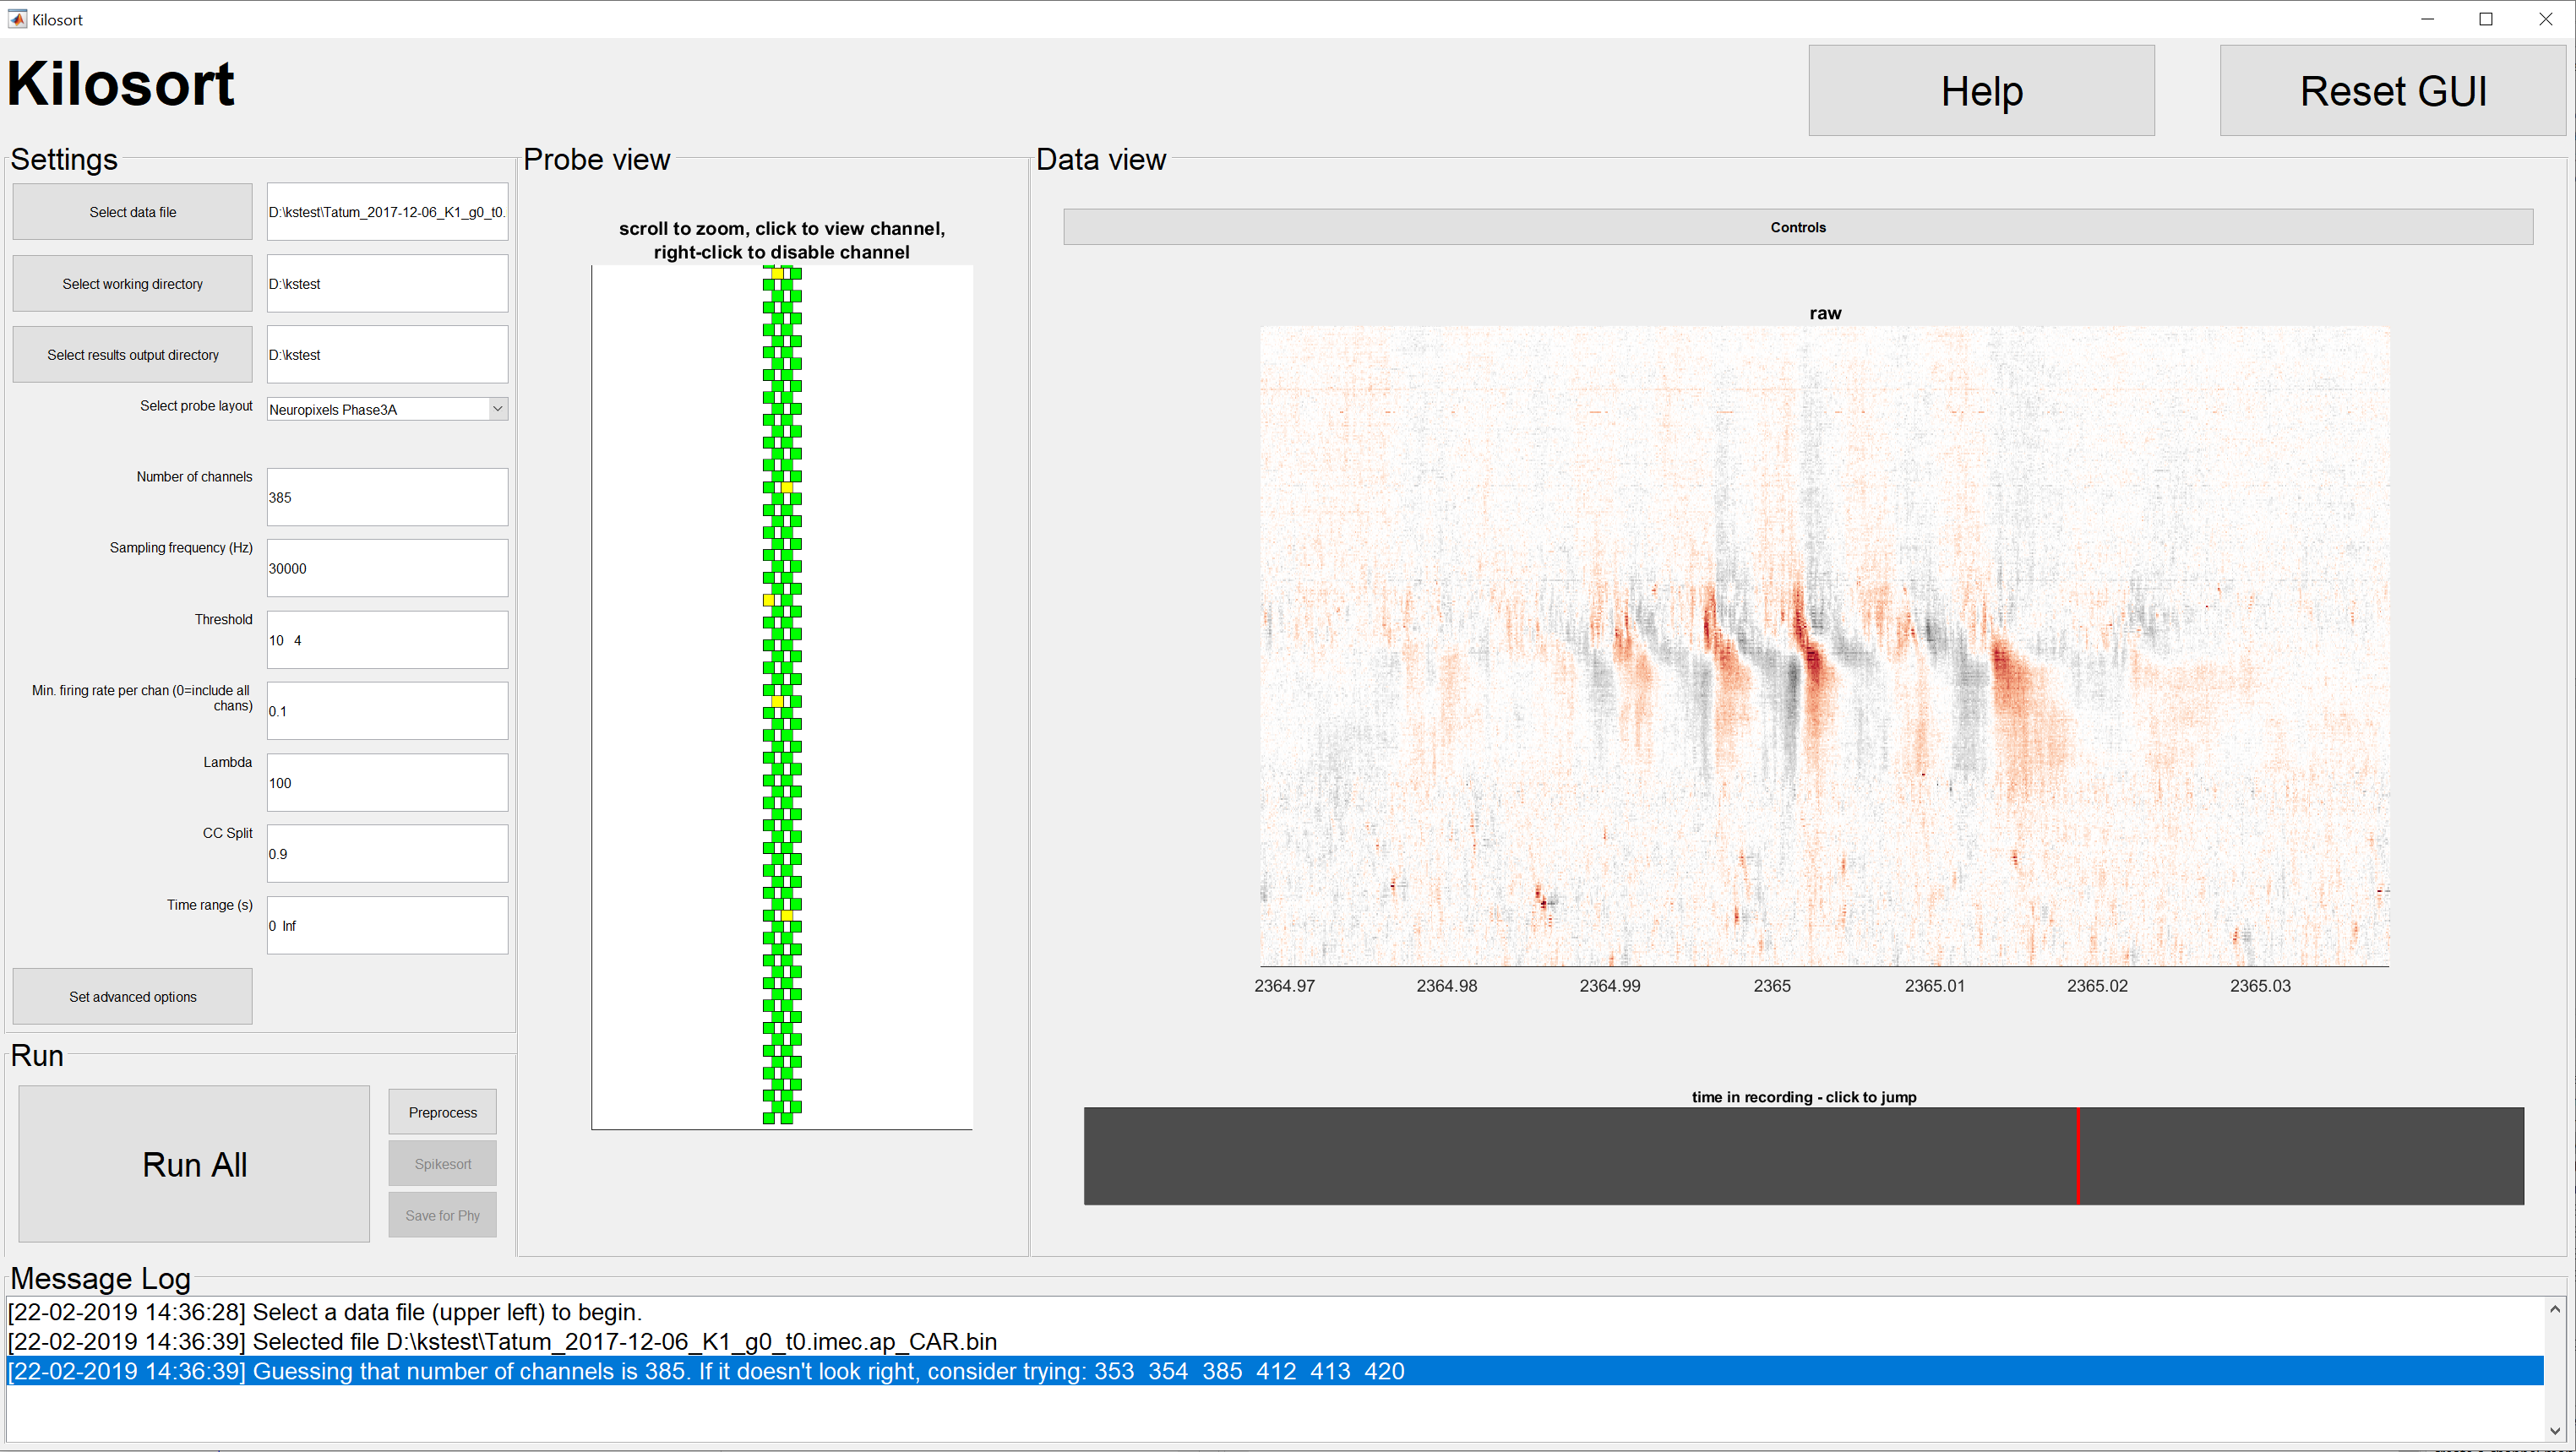 Kilosort
Kilosort
Help
Reset GUI
Settings
Select data file
D:\kstest\Tatum_2017-12-06_K1_g0_t0.
Select working directory
D:\kstest
Select results output directory
D:\kstest
Select probe layout
Neuropixels Phase3A
Number of channels
385
Sampling frequency (Hz)
30000
Threshold
10 4
Min. firing rate per chan (0=include all
chans)
0.1
Lambda
100
CC Split
0.9
Time range (s)
0 Inf
Set advanced options
Run
Run All
Preprocess
Spikesort
Save for Phy
Probe view
scroll to zoom, click to view channel,
right-click to disable channel
Data view
Controls
raw
2364.97 2364.98 2364.99 2365 2365.01 2365.02 2365.03
time in recording - click to jump
Message Log
[22-02-2019 14:36:28] Select a data file (upper left) to begin.
[22-02-2019 14:36:39] Selected file D:\kstest\Tatum_2017-12-06_K1_g0_t0.imec.ap_CAR.bin
[22-02-2019 14:36:39] Guessing that number of channels is 385. If it doesn't look right, consider trying: 353 354 385 412 413 420